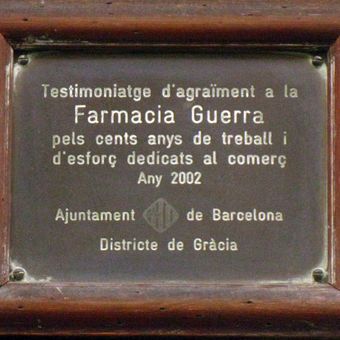 Testimoniatge d'agraïment a la
Farmacia Guerra
pels cents anys de treball i
d'esforç dedicats al comerç
Any 2002
Ajuntament de Barcelona
Districte de Gràcia